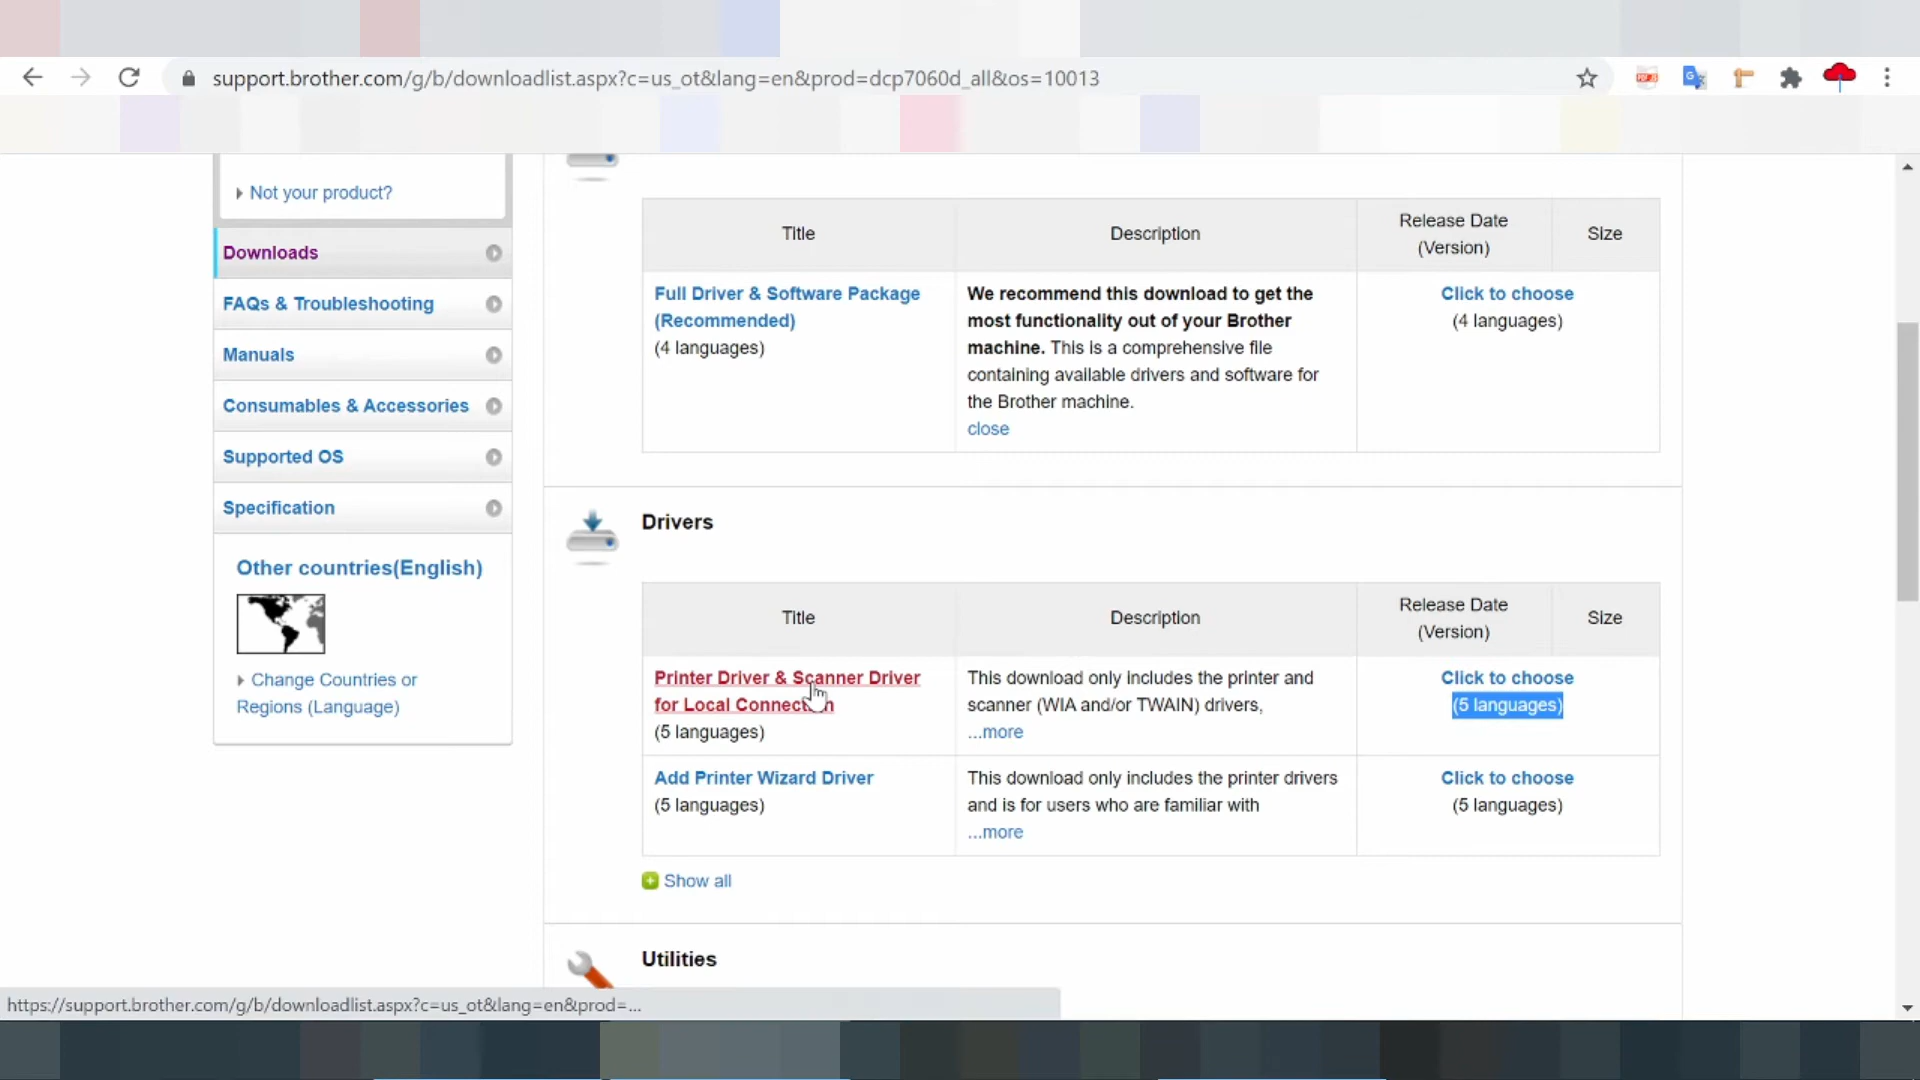 support.brother.com/g/b/downloadlist.aspx?c=us_ot&lang=en&prod=dcp7060d_all&os=10013
Not your product?
Downloads
FAQs & Troubleshooting
Manuals
Consumables & Accessories
Supported OS
Specification
Other countries(English)
Change Countries or
Regions (Language)
Title
Description
Release Date
(Version)
Size
Full Driver & Software Package
(Recommended)
(4 languages)
We recommend this download to get the
most functionality out of your Brother
machine. This is a comprehensive file
containing available drivers and software for
the Brother machine.
close
Click to choose
(4 languages)
Drivers
Title
Description
Release Date
(Version)
Size
Printer Driver & Scanner Driver
for Local Connection
(5 languages)
This download only includes the printer and
scanner (WIA and/or TWAIN) drivers,
...more
Click to choose
(5 languages)
Add Printer Wizard Driver
(5 languages)
This download only includes the printer drivers
and is for users who are familiar with
...more
Click to choose
(5 languages)
Show all
Utilities
https://support.brother.com/g/b/downloadlist.aspx?c=us_ot&lang=en&prod=...